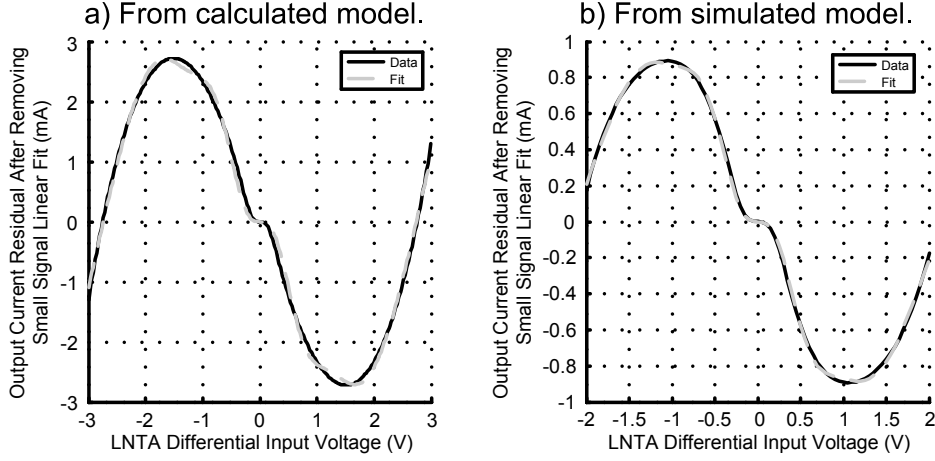 a) From calculated model.
Output Current Residual After Removing
Small Signal Linear Fit (mA)
3
2
1
0
-1
-2
-3
-3
-2
-1
0
1
2
3
LNTA Differential Input Voltage (V)
Data
Fit
b) From simulated model.
Output Current Residual After Removing
Small Signal Linear Fit (mA)
1
0.8
0.6
0.4
0.2
0
-0.2
-0.4
-0.6
-0.8
-1
-2
-1.5
-1
-0.5
0
0.5
1
1.5
2
LNTA Differential Input Voltage (V)
Data
Fit